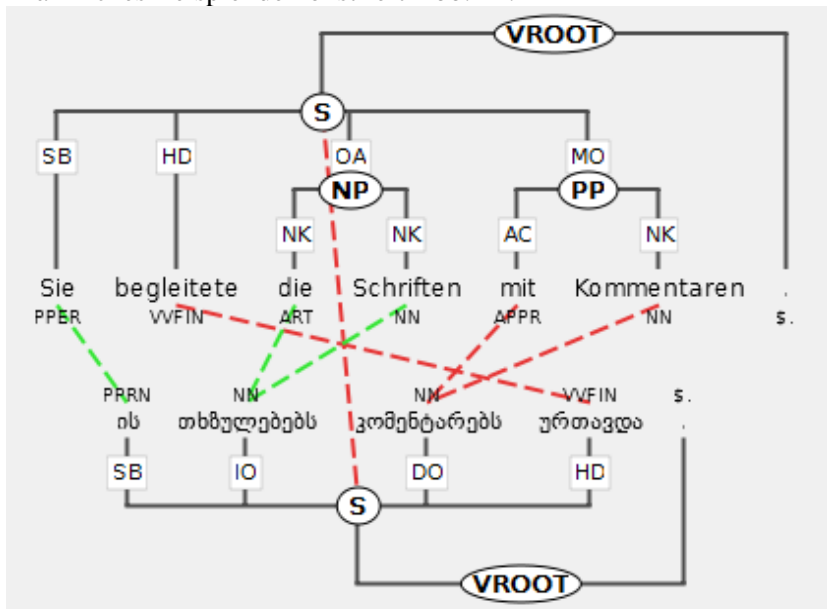 VROOT
S
SB HD OA MO
NP PP
NK NK AC NK
Sie begleitete die Schriften mit Kommentaren .
PPER VVFIN ART NN APPR NN $.
PRRN NN NN VVFIN $.
ის თხზულებებს კომენტარებს ურთავდა .
SB IO DO HD
S
VROOT